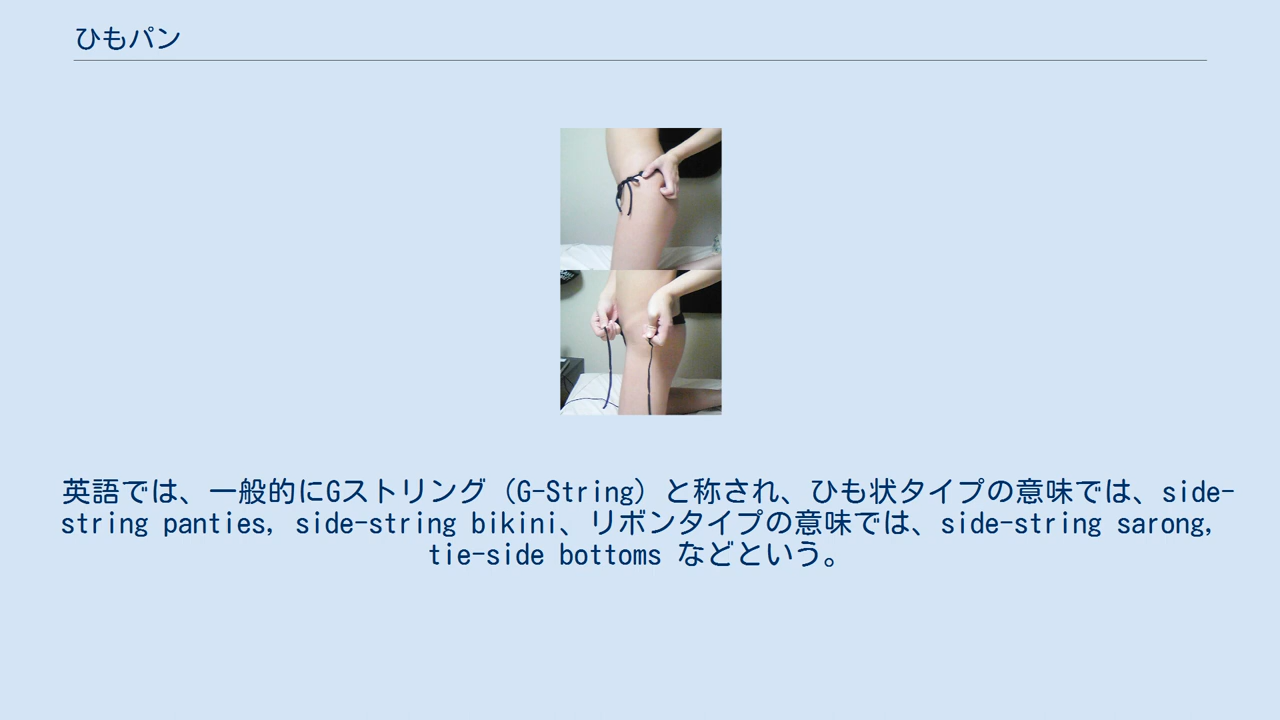 ひもパン
英語では、一般的にGストリング（G-String）と称され、ひも状タイプの意味では、side-
string panties, side-string bikini、リボンタイプの意味では、side-string sarong,
tie-side bottoms などという。